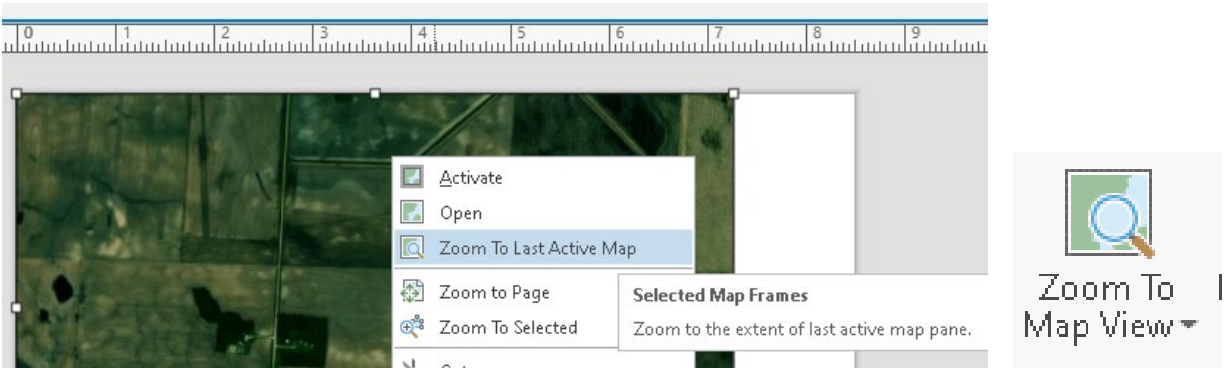 0 1 2 3 4 5 6 7 8 9
Activate
Open
Zoom To Last Active Map
Zoom to Page
Zoom To Selected
Selected Map Frames
Zoom to the extent of last active map pane.
Zoom To
Map View